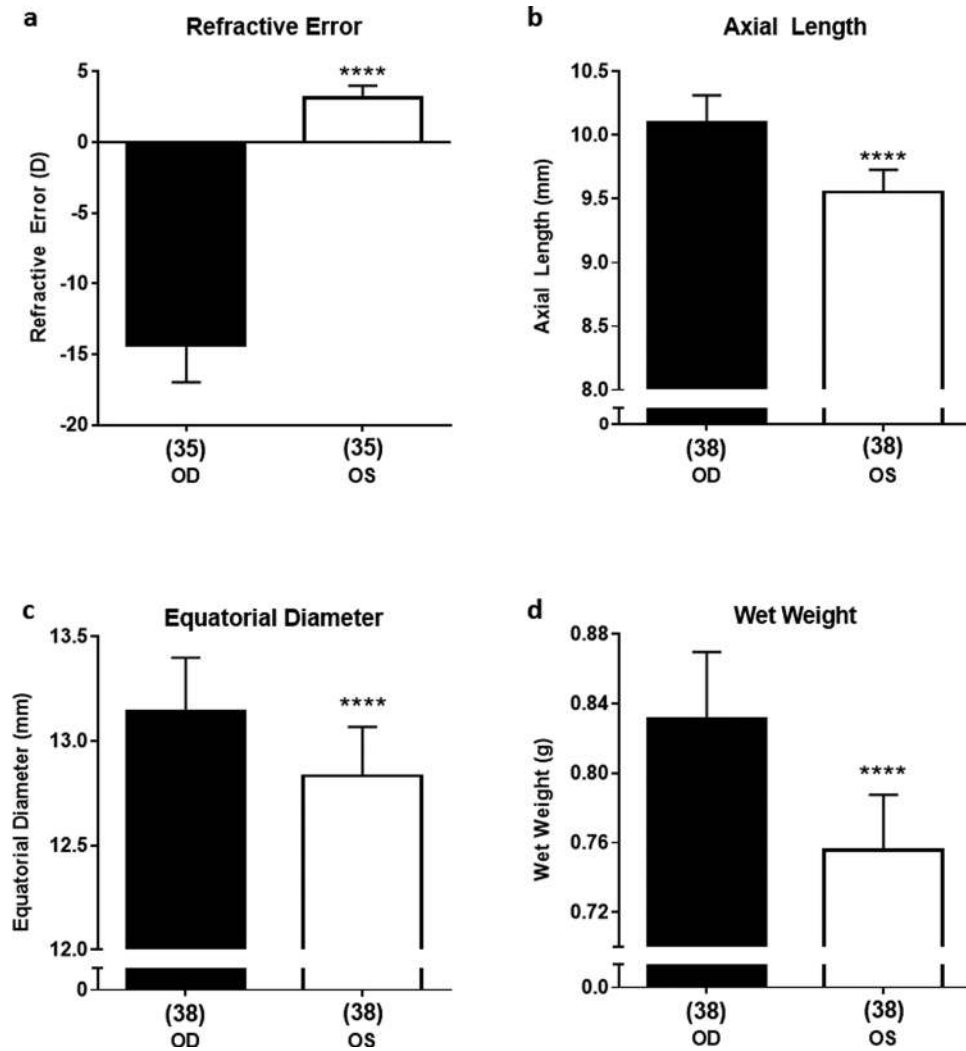 a
Refractive Error
Refractive Error (D)
5
0
-5
-10
-15
-20
****
(35)
(35)
OD
OS
b
Axial Length
Axial Length (mm)
10.5
10.0
9.5
9.0
8.5
8.0
0
****
(38)
(38)
OD
OS
c
Equatorial Diameter
Equatorial Diameter (mm)
13.5
13.0
12.5
12.0
0
****
(38)
(38)
OD
OS
d
Wet Weight
Wet Weight (g)
0.88
0.84
0.80
0.76
0.72
0.0
****
(38)
(38)
OD
OS